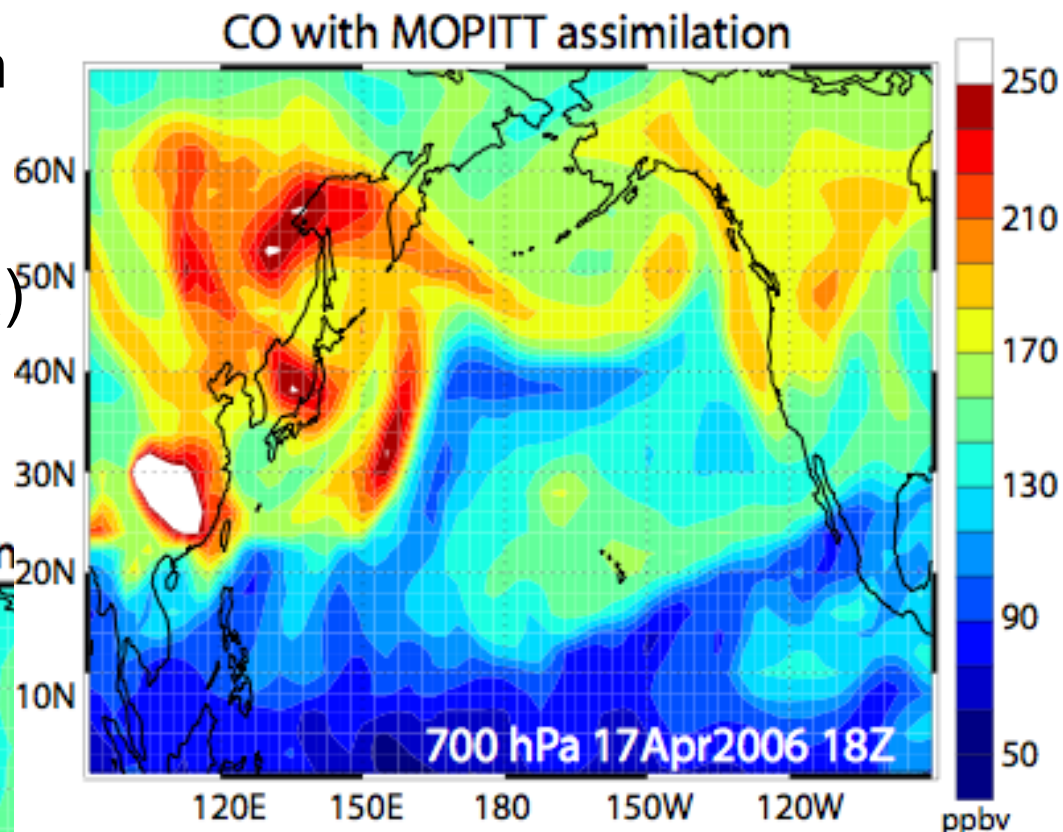 CO with MOPITT assimilation
n
)
60N
50N
40N
30N
20N
10N
120E 150E 180 150W 120W
250
210
170
130
90
50
ppbv
700 hPa 17Apr2006 18Z